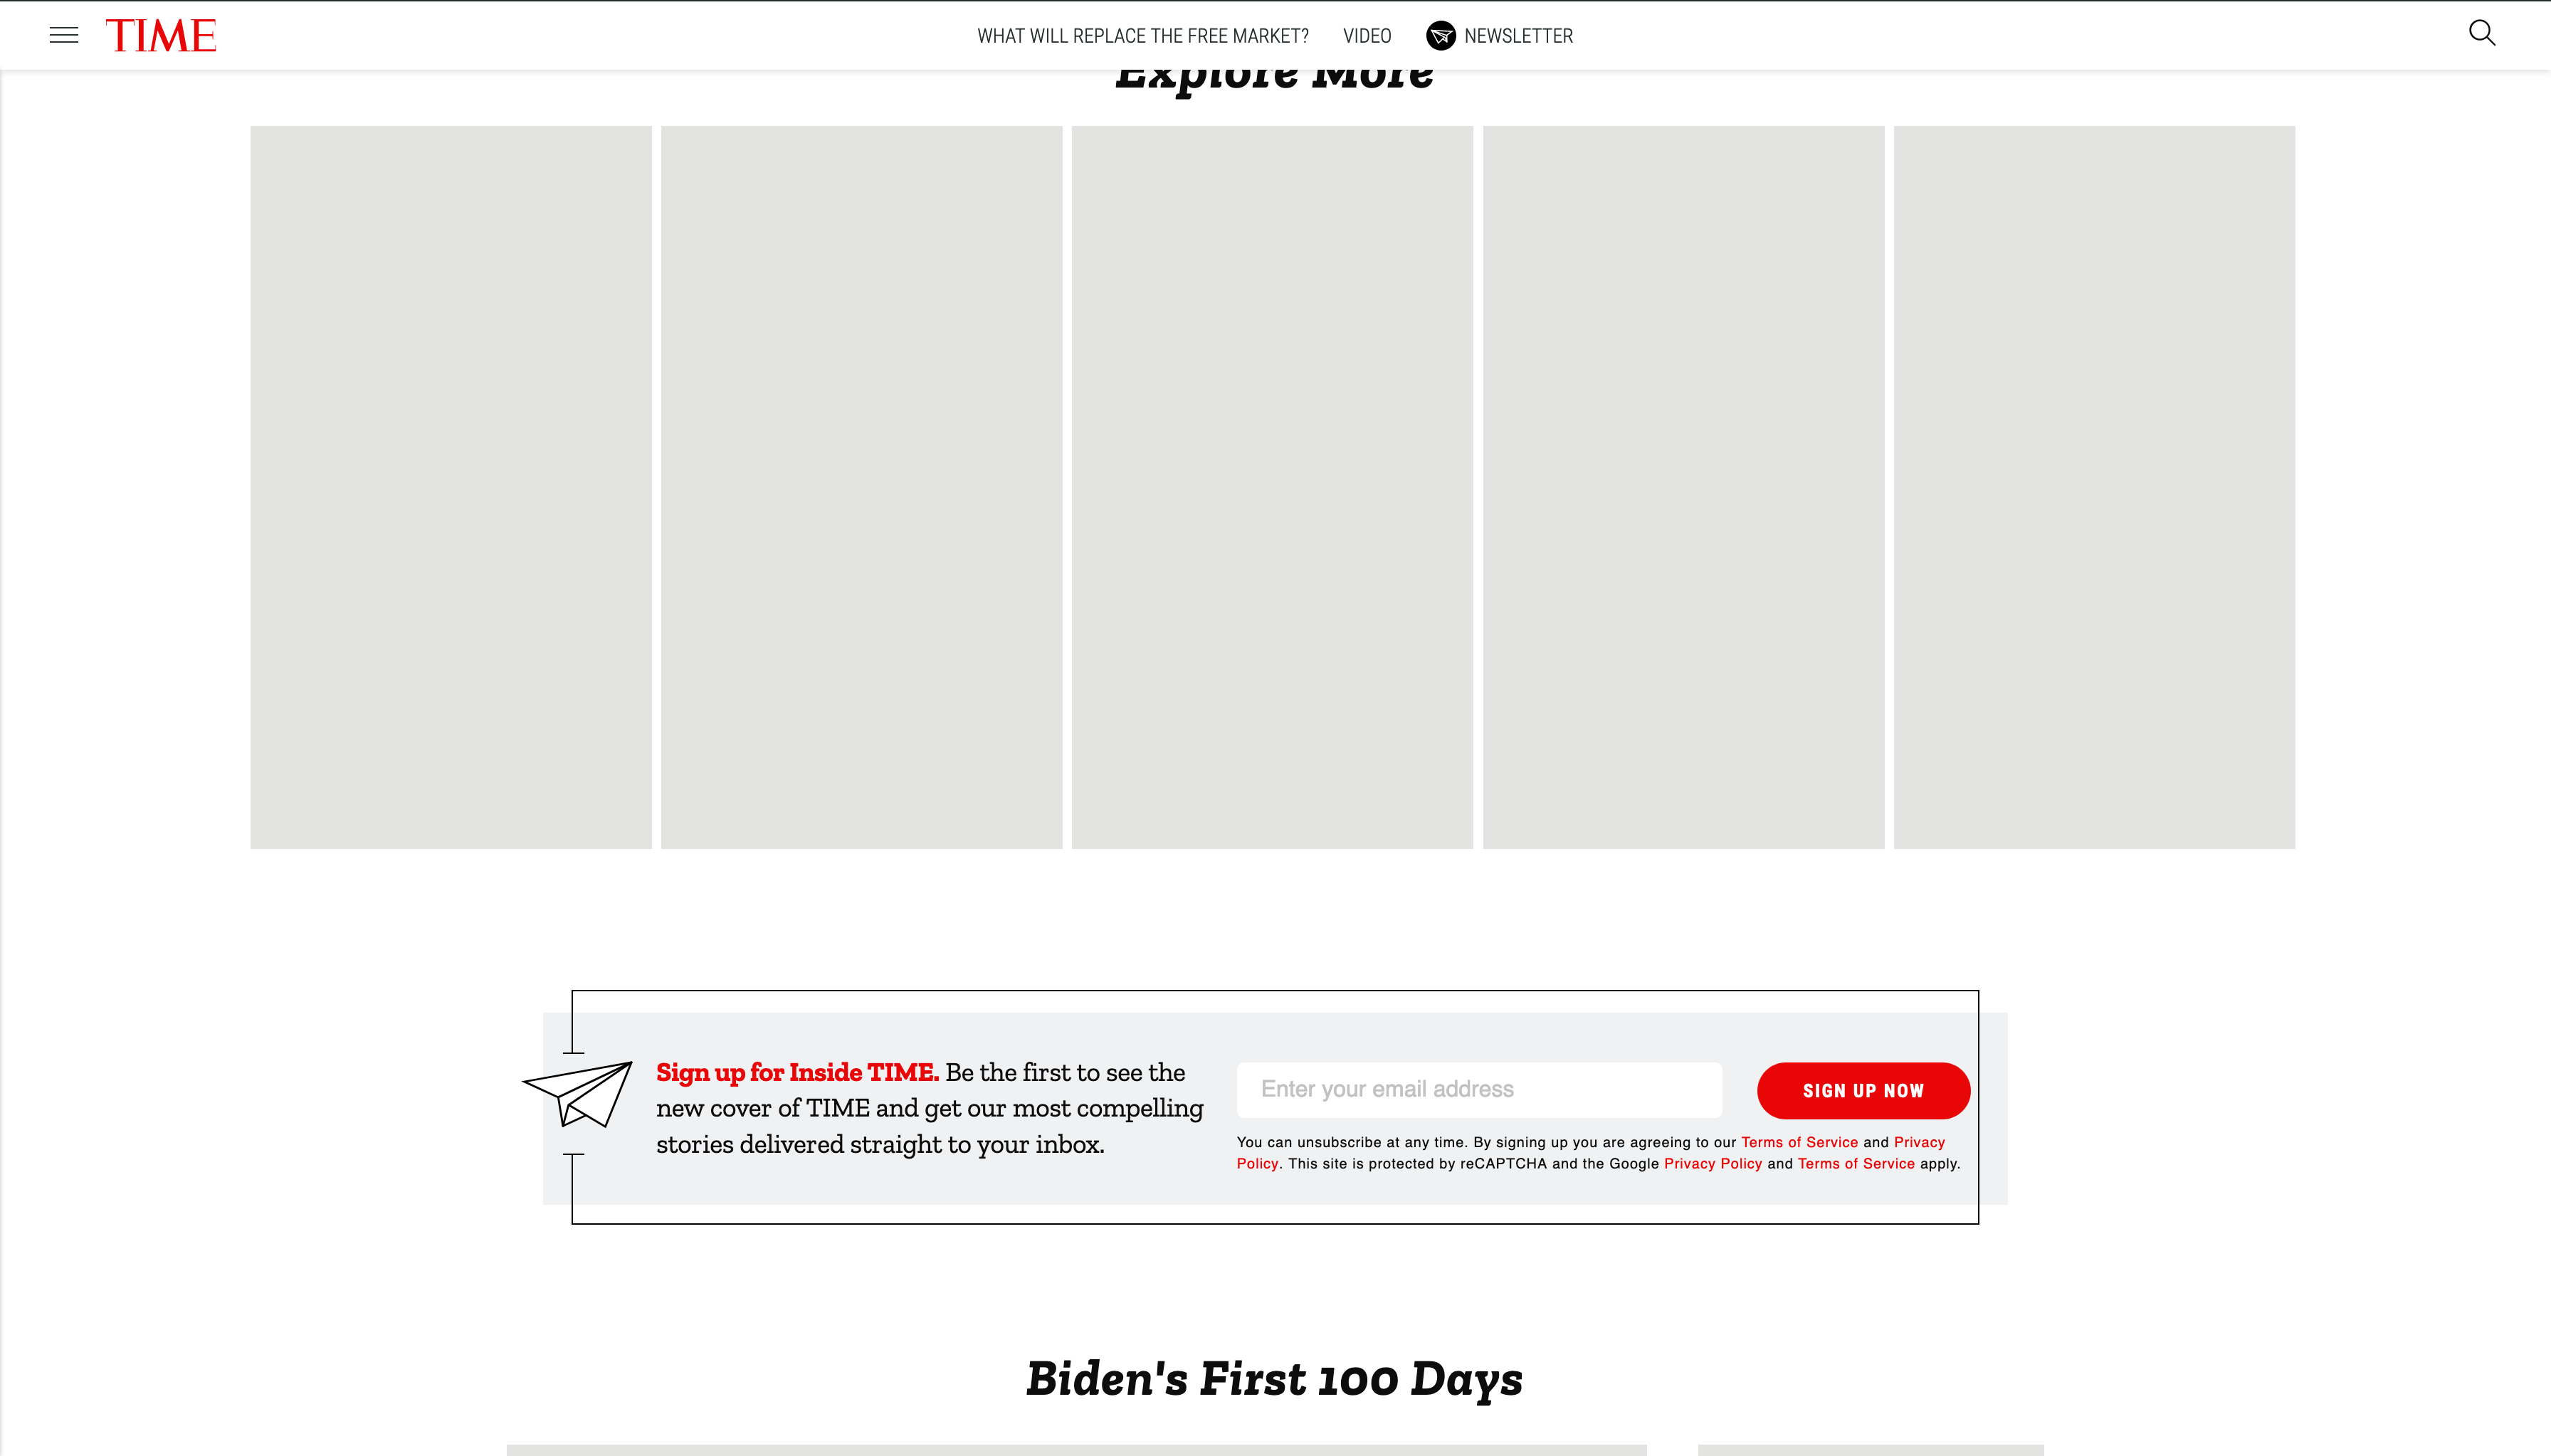 TIME
WHAT WILL REPLACE THE FREE MARKET? VIDEO NEWSLETTER
Explore More
Sign up for Inside TIME. Be the first to see the
new cover of TIME and get our most compelling
stories delivered straight to your inbox.
Enter your email address
SIGN UP NOW
You can unsubscribe at any time. By signing up you are agreeing to our Terms of Service and Privacy
Policy. This site is protected by reCAPTCHA and the Google Privacy Policy and Terms of Service apply.
Biden's First 100 Days